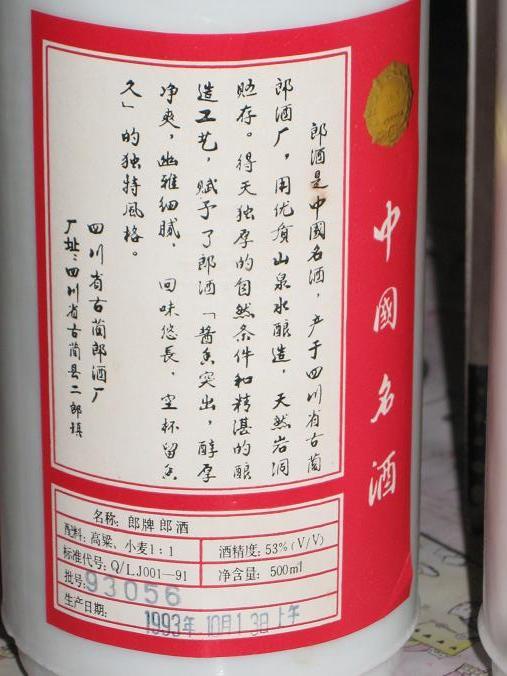 郎酒是中國名酒，产于四川省古蔺
郎酒厂，用优质山泉水酿造，天然岩洞
贮存。得天独厚的自然条件和精湛的酿
造工艺，赋予了郎酒「酱香突出，醇厚
净爽，幽雅细腻，回味悠長，空杯留香
久」的独特風格。
四川省古蔺郎酒厂
厂址：四川省古蔺县二郎镇
中國名酒
名称：郎牌郎酒
配料：高粱、小麦1：1
酒精度：53%(V/V)
标准代号：Q/LJ001—91
净含量：500ml
批号：93056
生产日期：1993年10月13日上午